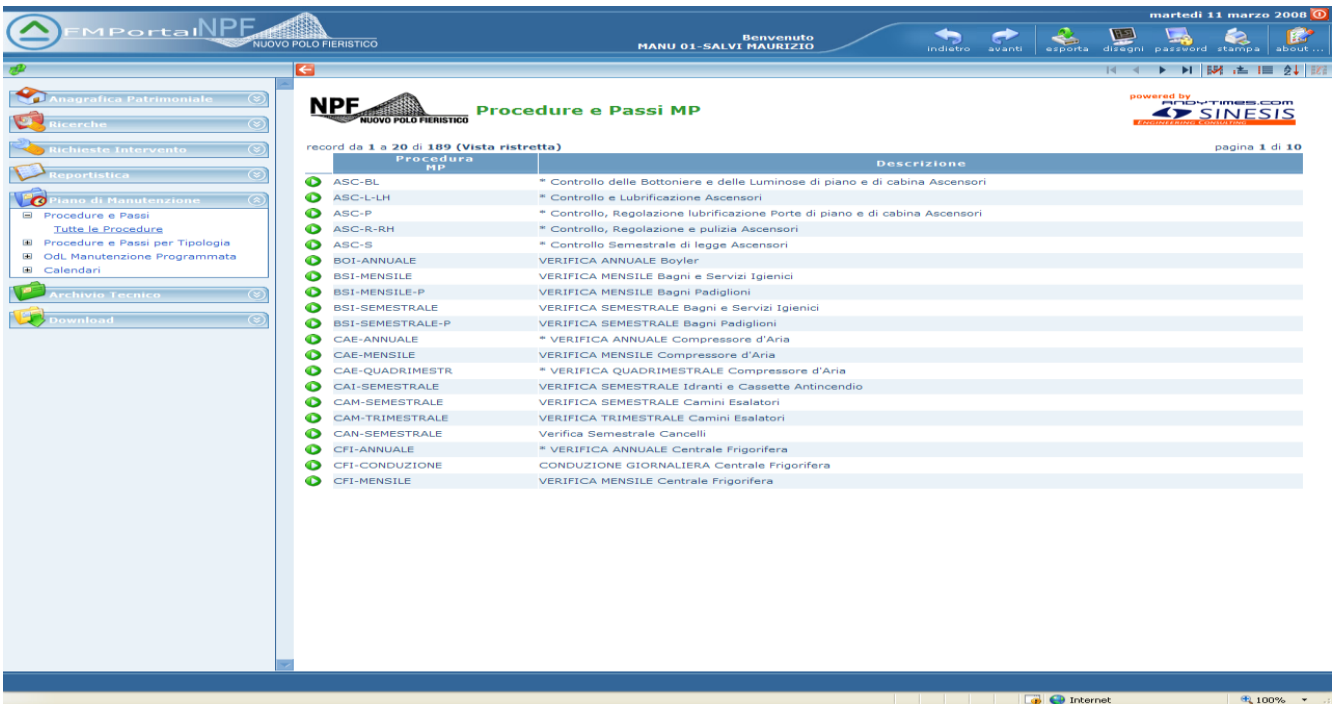 martedì 11 marzo 2008
FMPortalNPF
NUOVO POLO FIERISTICO
Benvenuto
MANU 01-SALVI MAURIZIO
indietro avanti esporta disegni password stampa about ...
Anagrafica Patrimoniale
Ricerche
Richieste Intervento
Reportistica
Piano di Manutenzione
Procedure e Passi
Tutte le Procedure
Procedure e Passi per Tipologia
OdL Manutenzione Programmata
Calendari
Archivio Tecnico
Download
NPF
NUOVO POLO FIERISTICO
Procedure e Passi MP
powered by
ANDYTIMES.COM
SINESIS
ENGINEERING CONSULTING
record da 1 a 20 di 189 (Vista ristretta) pagina 1 di 10
Procedura
MP
Descrizione
ASC-BL * Controllo delle Bottoniere e delle Luminose di piano e di cabina Ascensori
ASC-L-LH * Controllo e Lubrificazione Ascensori
ASC-P * Controllo, Regolazione lubrificazione Porte di piano e di cabina Ascensori
ASC-R-RH * Controllo, Regolazione e pulizia Ascensori
ASC-S * Controllo Semestrale di legge Ascensori
BOI-ANNUALE VERIFICA ANNUALE Boyler
BSI-MENSILE VERIFICA MENSILE Bagni e Servizi Igienici
BSI-MENSILE-P VERIFICA MENSILE Bagni Padiglioni
BSI-SEMESTRALE VERIFICA SEMESTRALE Bagni e Servizi Igienici
BSI-SEMESTRALE-P VERIFICA SEMESTRALE Bagni Padiglioni
CAE-ANNUALE * VERIFICA ANNUALE Compressore d'Aria
CAE-MENSILE VERIFICA MENSILE Compressore d'Aria
CAE-QUADRIMESTR * VERIFICA QUADRIMESTRALE Compressore d'Aria
CAI-SEMESTRALE VERIFICA SEMESTRALE Idranti e Cassette Antincendio
CAM-SEMESTRALE VERIFICA SEMESTRALE Camini Esalatori
CAM-TRIMESTRALE VERIFICA TRIMESTRALE Camini Esalatori
CAN-SEMESTRALE Verifica Semestrale Cancelli
CFI-ANNUALE * VERIFICA ANNUALE Centrale Frigorifera
CFI-CONDUZIONE CONDUZIONE GIORNALIERA Centrale Frigorifera
CFI-MENSILE VERIFICA MENSILE Centrale Frigorifera
Internet 100%